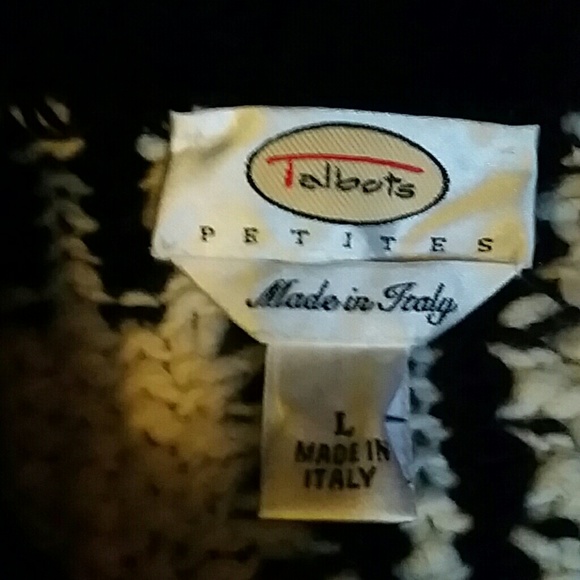 Talbots
PETITES
Made in Italy
L
MADE IN
ITALY